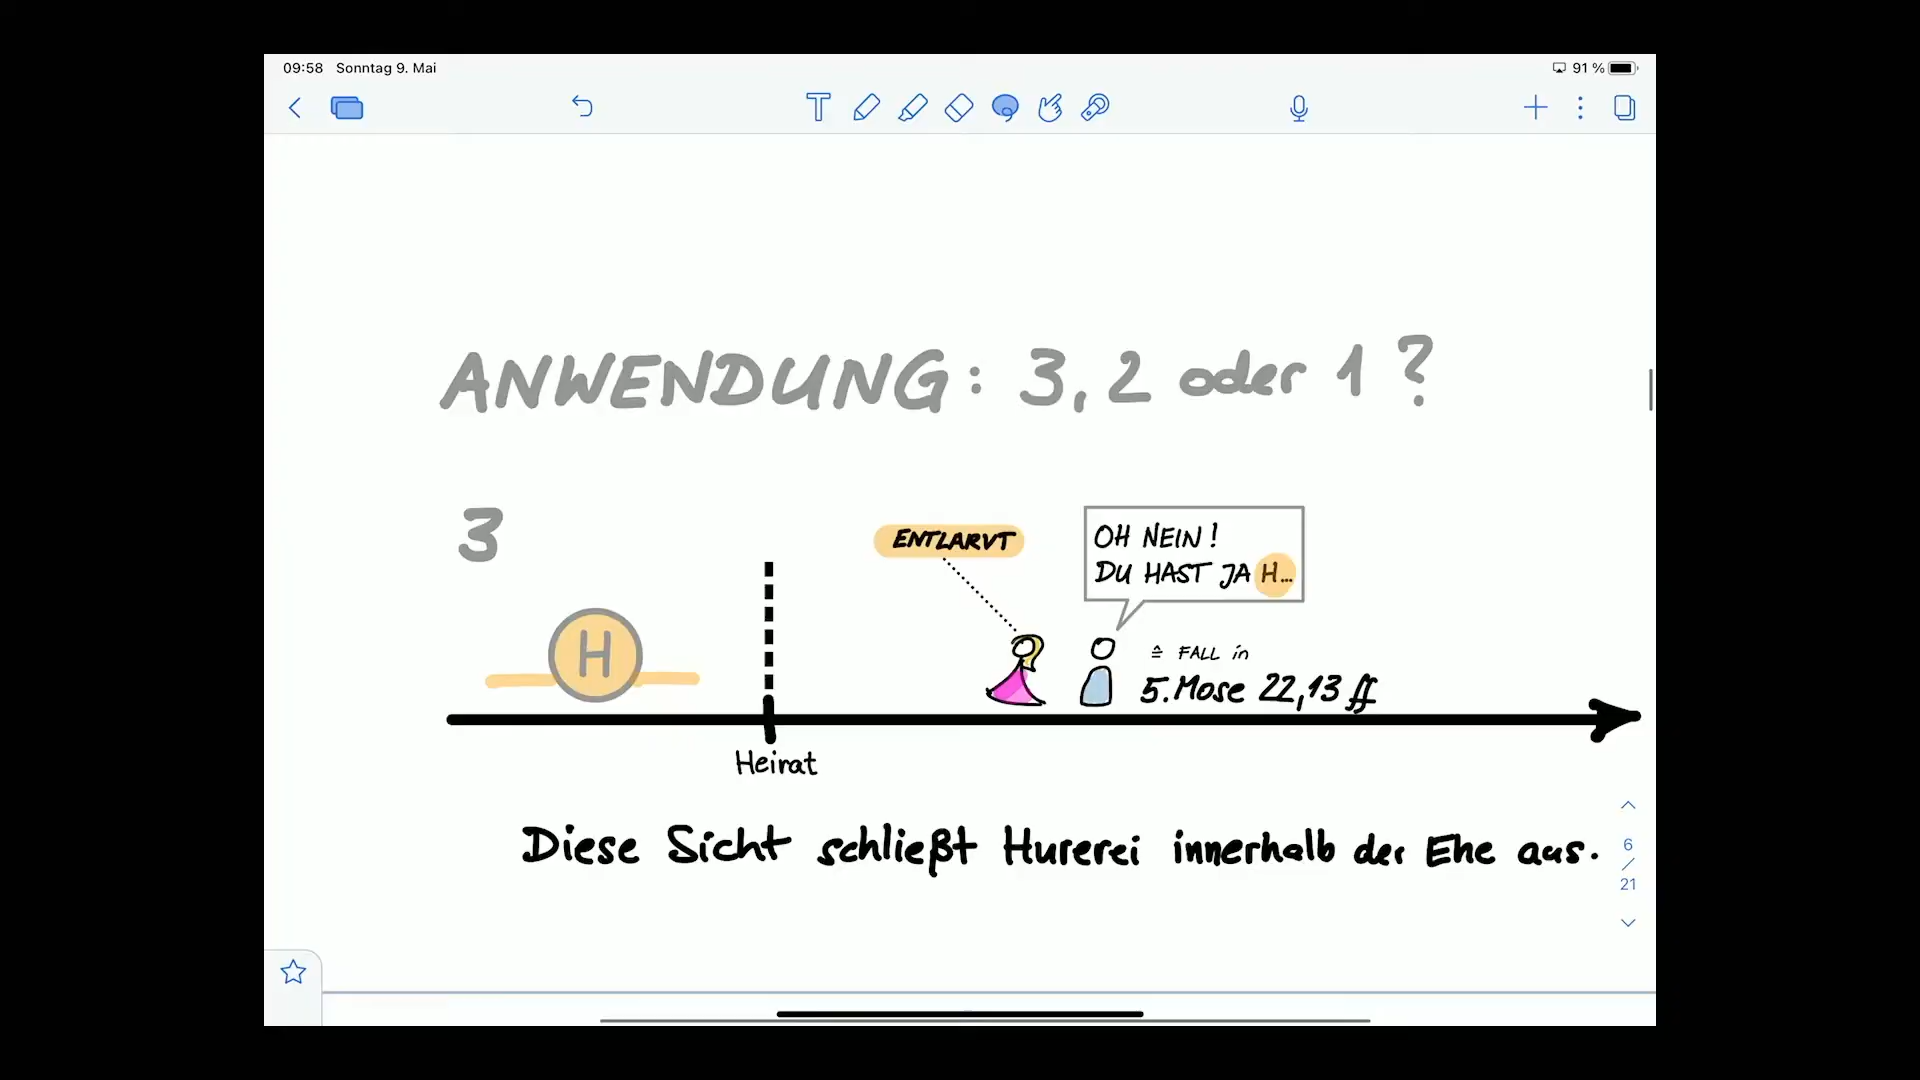 09:58 Sonntag 9. Mai
91 %
ANWENDUNG: 3, 2 oder 1 ?
3
ENTLARVT
OH NEIN!
DU HAST JA H...
H
≙ FALL in
5. Mose 22,13 ff
Heirat
Diese Sicht schließt Hurerei innerhalb der Ehe aus.
6
/
21